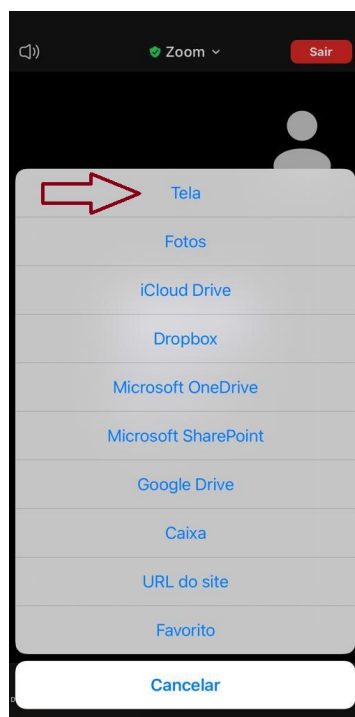 Zoom
Sair
Tela
Fotos
iCloud Drive
Dropbox
Microsoft OneDrive
Microsoft SharePoint
Google Drive
Caixa
URL do site
Favorito
Cancelar